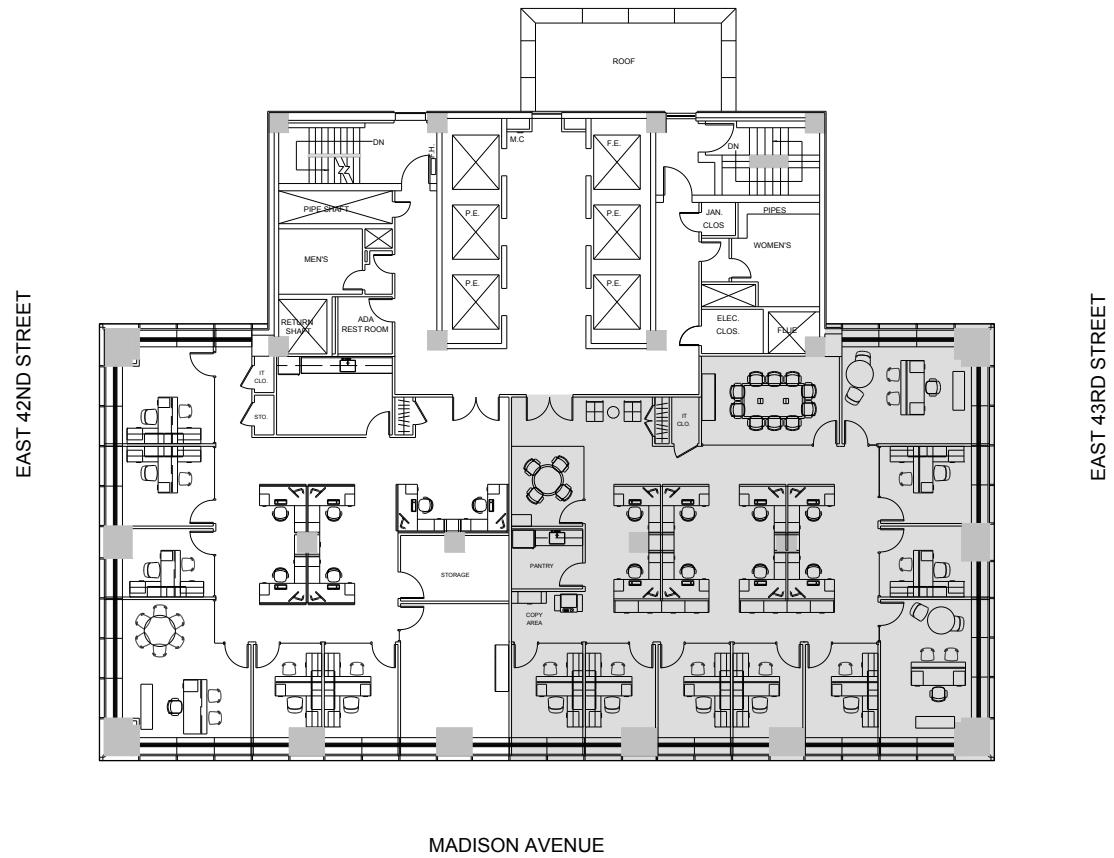 ROOF
M.C
F.H.
DN
P.E.
F.E.
DN
PIPE SHAFT
P.E.
P.E.
JAN.
CLOS
PIPES
MEN'S
WOMEN'S
P.E.
P.E.
RETURN
SHAFT
ADA
REST ROOM
ELEC.
CLOS.
FLUE
EAST 42ND STREET
EAST 43RD STREET
IT
CLO.
STO.
IT
CLO.
STORAGE
PANTRY
COPY
AREA
MADISON AVENUE